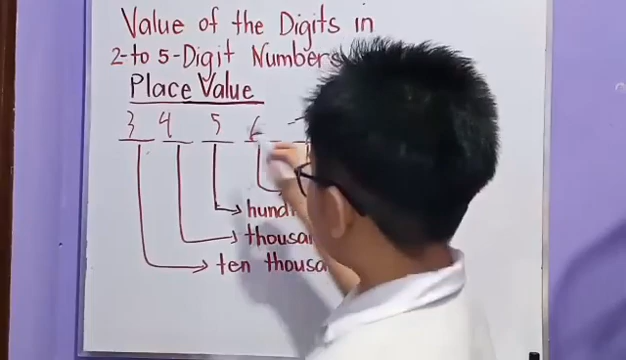 Value of the Digits in
2-to 5-Digit Numbers
Place Value
3 4 5 6
thousa
ten thousa